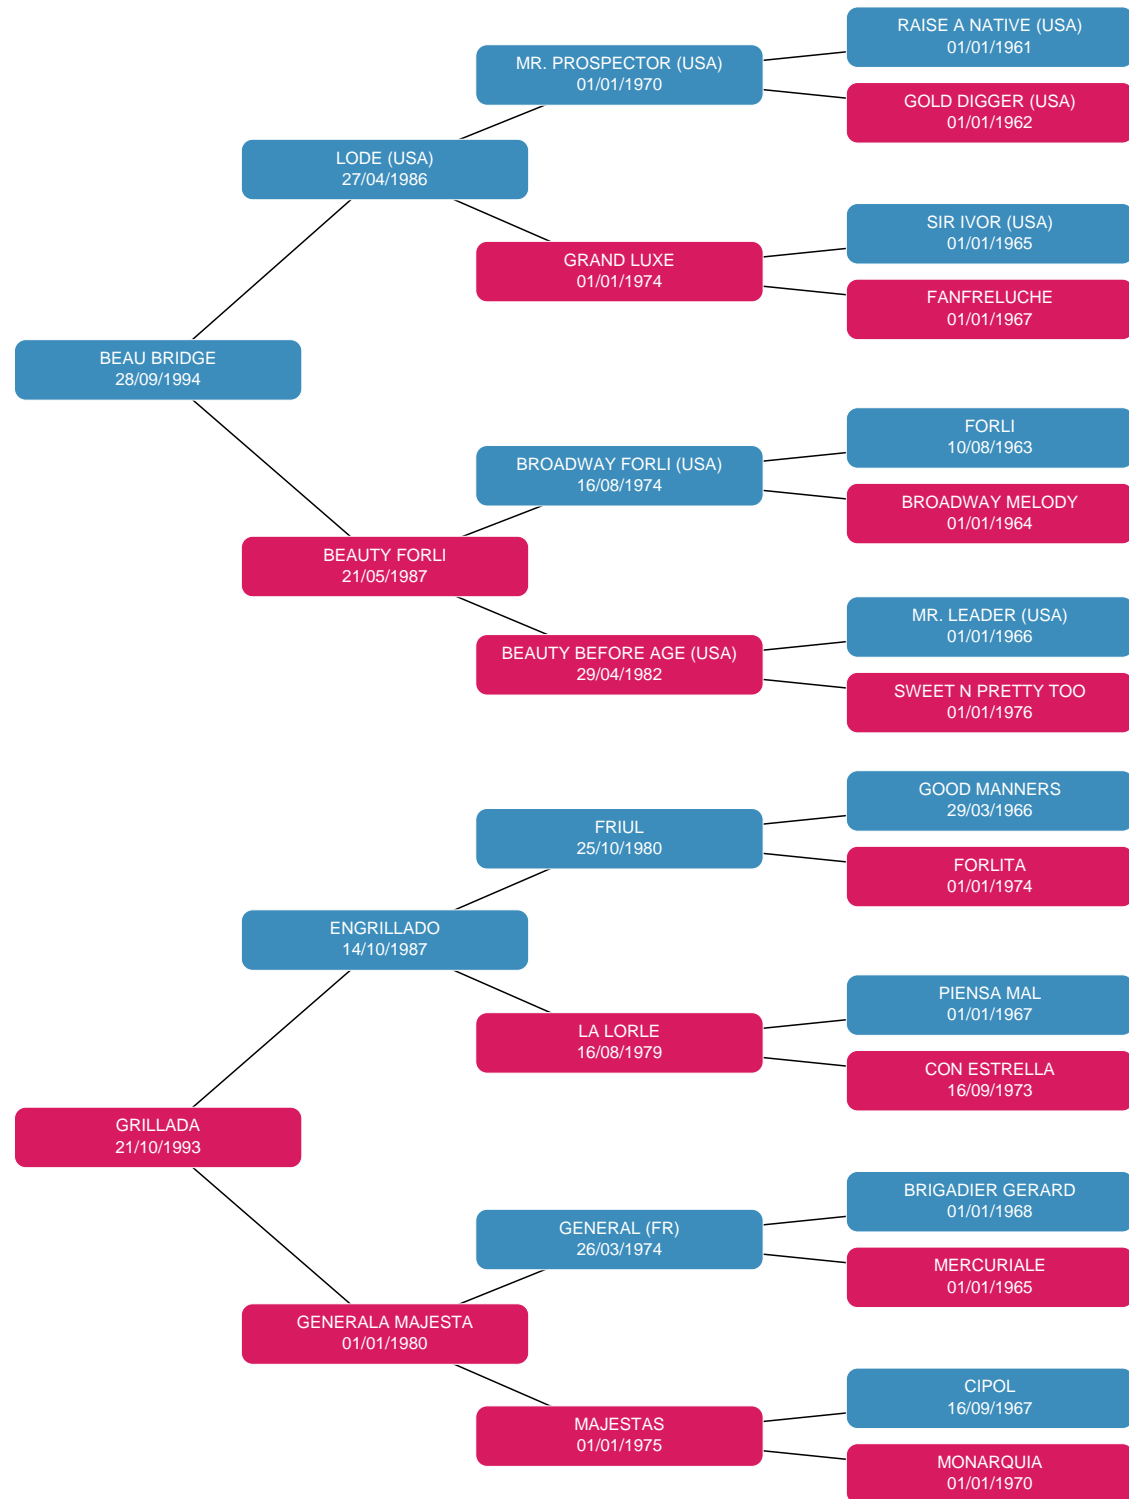 RAISE A NATIVE (USA)
01/01/1961
MR. PROSPECTOR (USA)
01/01/1970
GOLD DIGGER (USA)
01/01/1962
LODE (USA)
27/04/1986
SIR IVOR (USA)
01/01/1965
GRAND LUXE
01/01/1974
FANFRELUCHE
01/01/1967
BEAU BRIDGE
28/09/1994
FORLI
10/08/1963
BROADWAY FORLI (USA)
16/08/1974
BROADWAY MELODY
01/01/1964
BEAUTY FORLI
21/05/1987
MR. LEADER (USA)
01/01/1966
BEAUTY BEFORE AGE (USA)
29/04/1982
SWEET N PRETTY TOO
01/01/1976
GOOD MANNERS
29/03/1966
FRIUL
25/10/1980
FORLITA
01/01/1974
ENGRILLADO
14/10/1987
PIENSA MAL
01/01/1967
LA LORLE
16/08/1979
CON ESTRELLA
16/09/1973
GRILLADA
21/10/1993
BRIGADIER GERARD
01/01/1968
GENERAL (FR)
26/03/1974
MERCURIALE
01/01/1965
GENERALA MAJESTA
01/01/1980
CIPOL
16/09/1967
MAJESTAS
01/01/1975
MONARQUIA
01/01/1970